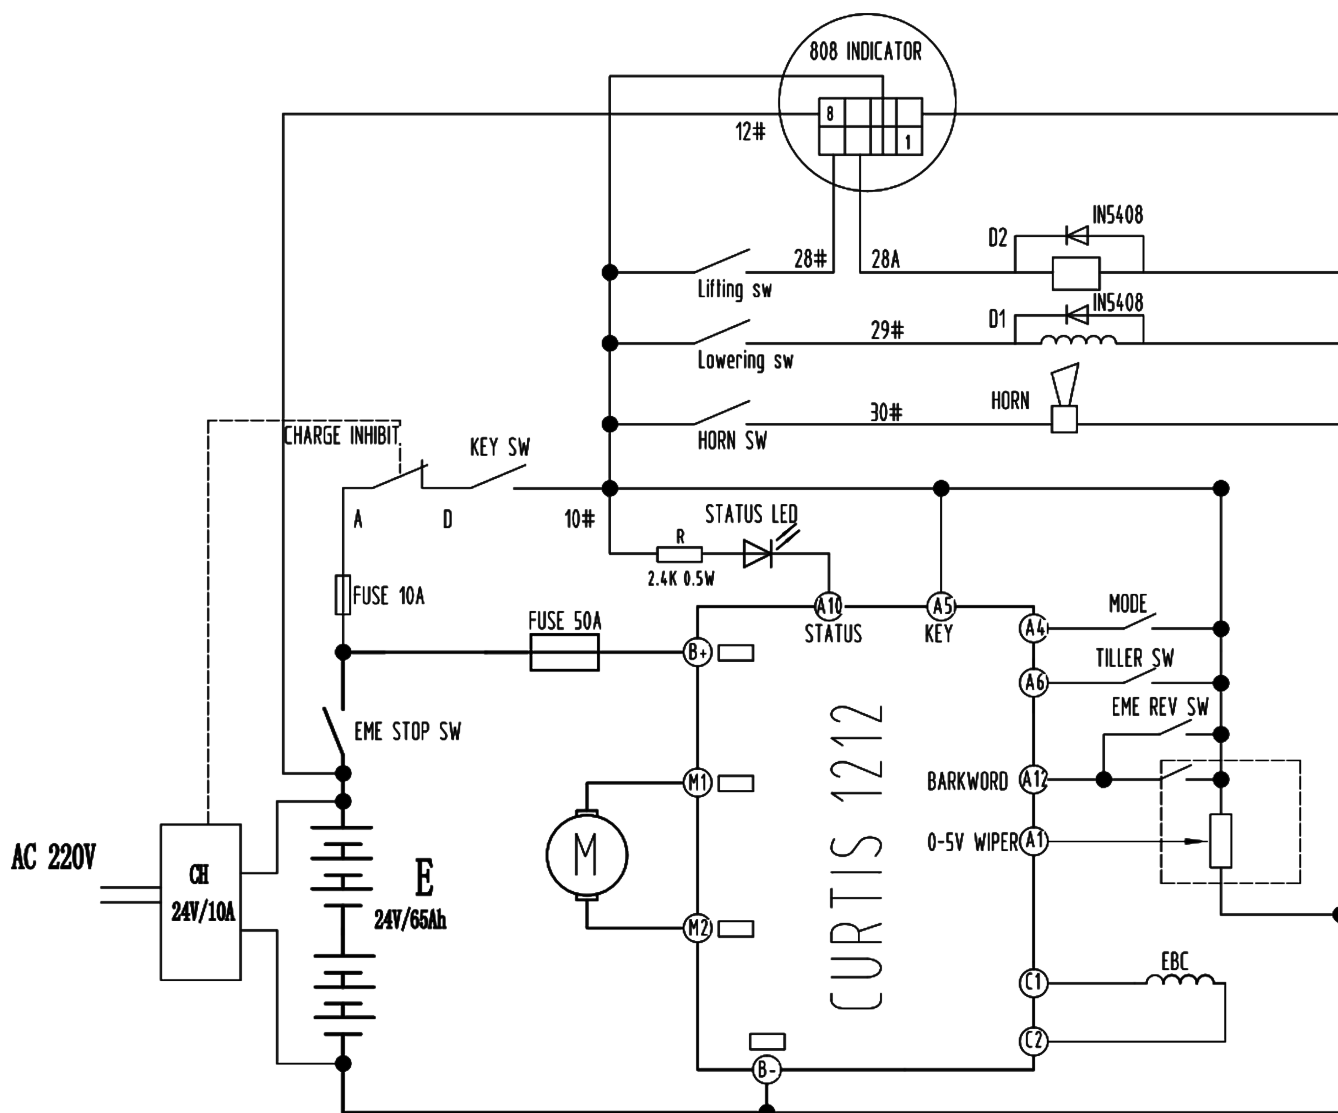 808 INDICATOR
8
12#
1
IN5408
D2
28#
28A
Lifting sw
IN5408
D1
29#
Lowering sw
HORN
30#
CHARGE INHIBIT
KEY SW
HORN SW
A
D
10#
STATUS LED
R
2.4K 0.5W
FUSE 10A
FUSE 50A
A10
A5
MODE
STATUS
KEY
A4
B+
TILLER SW
A6
EME STOP SW
EME REV SW
CURTIS 1212
M1
BARKWORD
A12
0-5V WIPER
A1
AC 220V
M
CH
24V/10A
E
24V/65Ah
M2
EBC
C1
C2
B-